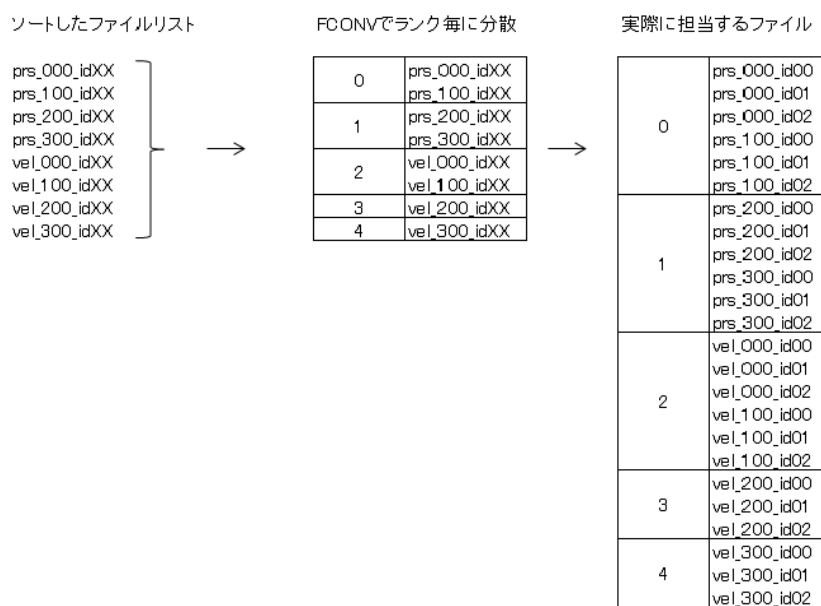 ソートしたファイルリスト
prs_000_idXX
prs_100_idXX
prs_200_idXX
prs_300_idXX
vel_000_idXX
vel_100_idXX
vel_200_idXX
vel_300_idXX
FCONVでランク毎に分散
0
prs_000_idXX
prs_100_idXX
1
prs_200_idXX
prs_300_idXX
2
vel_000_idXX
vel_100_idXX
3
vel_200_idXX
4
vel_300_idXX
実際に担当するファイル
0
prs_000_id00
prs_000_id01
prs_000_id02
prs_100_id00
prs_100_id01
prs_100_id02
1
prs_200_id00
prs_200_id01
prs_200_id02
prs_300_id00
prs_300_id01
prs_300_id02
2
vel_000_id00
vel_000_id01
vel_000_id02
vel_100_id00
vel_100_id01
vel_100_id02
3
vel_200_id00
vel_200_id01
vel_200_id02
4
vel_300_id00
vel_300_id01
vel_300_id02